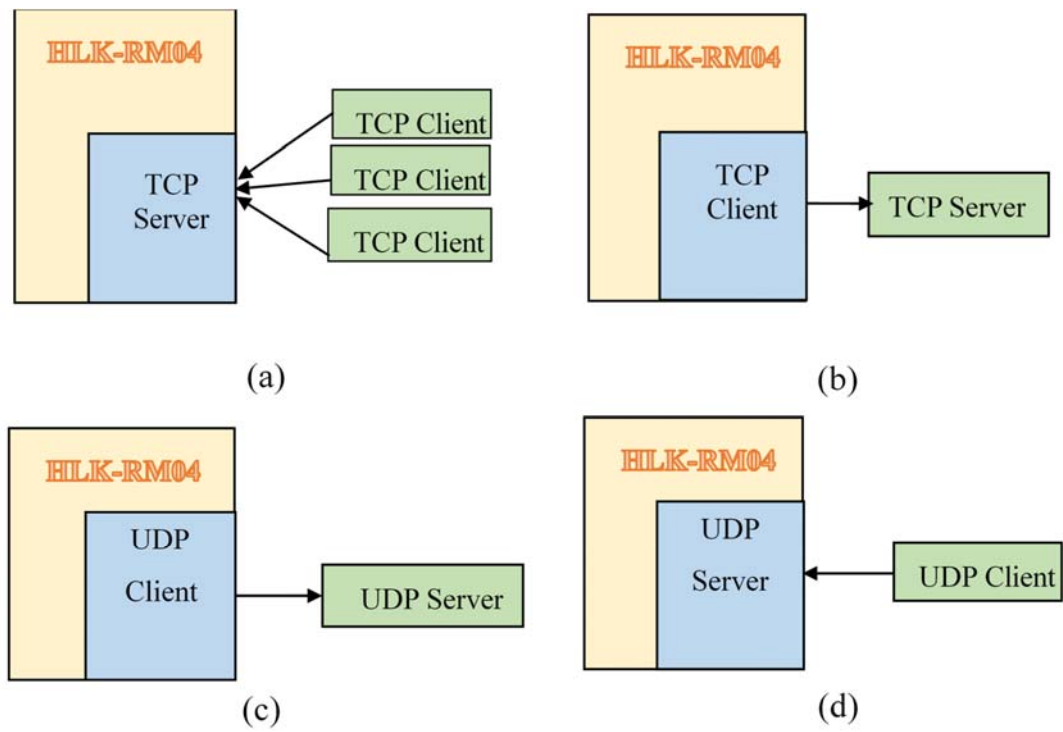 HLK-RM04
TCP Client
TCP Client
TCP Client
TCP
Server
(a)
HLK-RM04
TCP
Client
TCP Server
(b)
HLK-RM04
UDP
Client
UDP Server
(c)
HLK-RM04
UDP
Server
UDP Client
(d)